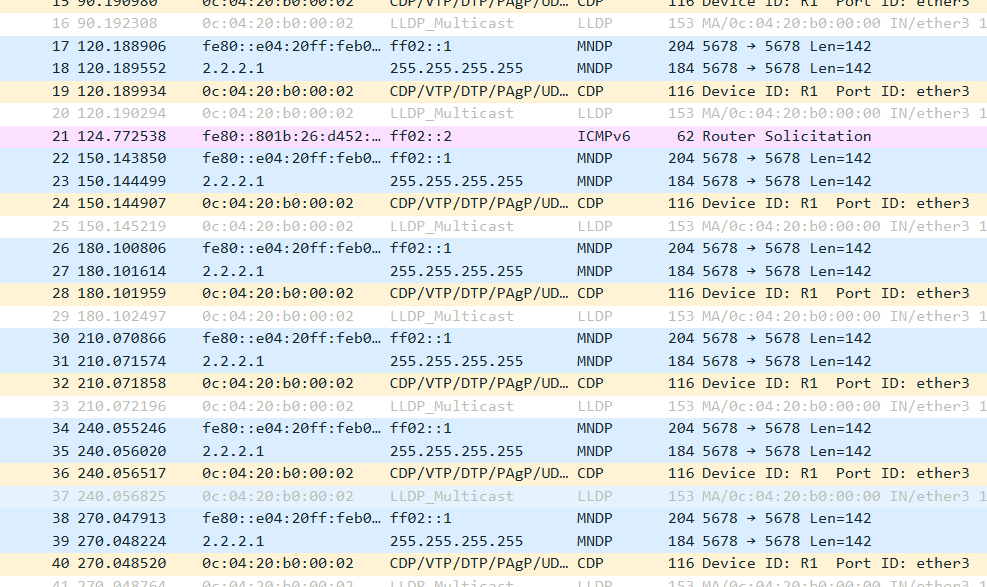 15 90.190980 0c:04:20:b0:00:02 CDP/VTP/DTP/PAgP/UD… CDP 116 Device ID: R1 Port ID: ether3
16 90.192308 0c:04:20:b0:00:02 LLDP_Multicast LLDP 153 MA/0c:04:20:b0:00:00 IN/ether3 1
17 120.188906 fe80::e04:20ff:feb0… ff02::1 MNDP 204 5678 → 5678 Len=142
18 120.189552 2.2.2.1 255.255.255.255 MNDP 184 5678 → 5678 Len=142
19 120.189934 0c:04:20:b0:00:02 CDP/VTP/DTP/PAgP/UD… CDP 116 Device ID: R1 Port ID: ether3
20 120.190294 0c:04:20:b0:00:02 LLDP_Multicast LLDP 153 MA/0c:04:20:b0:00:00 IN/ether3 1
21 124.772538 fe80::801b:26:d452:… ff02::2 ICMPv6 62 Router Solicitation
22 150.143850 fe80::e04:20ff:feb0… ff02::1 MNDP 204 5678 → 5678 Len=142
23 150.144499 2.2.2.1 255.255.255.255 MNDP 184 5678 → 5678 Len=142
24 150.144907 0c:04:20:b0:00:02 CDP/VTP/DTP/PAgP/UD… CDP 116 Device ID: R1 Port ID: ether3
25 150.145219 0c:04:20:b0:00:02 LLDP_Multicast LLDP 153 MA/0c:04:20:b0:00:00 IN/ether3 1
26 180.100806 fe80::e04:20ff:feb0… ff02::1 MNDP 204 5678 → 5678 Len=142
27 180.101614 2.2.2.1 255.255.255.255 MNDP 184 5678 → 5678 Len=142
28 180.101959 0c:04:20:b0:00:02 CDP/VTP/DTP/PAgP/UD… CDP 116 Device ID: R1 Port ID: ether3
29 180.102497 0c:04:20:b0:00:02 LLDP_Multicast LLDP 153 MA/0c:04:20:b0:00:00 IN/ether3 1
30 210.070866 fe80::e04:20ff:feb0… ff02::1 MNDP 204 5678 → 5678 Len=142
31 210.071574 2.2.2.1 255.255.255.255 MNDP 184 5678 → 5678 Len=142
32 210.071858 0c:04:20:b0:00:02 CDP/VTP/DTP/PAgP/UD… CDP 116 Device ID: R1 Port ID: ether3
33 210.072196 0c:04:20:b0:00:02 LLDP_Multicast LLDP 153 MA/0c:04:20:b0:00:00 IN/ether3 1
34 240.055246 fe80::e04:20ff:feb0… ff02::1 MNDP 204 5678 → 5678 Len=142
35 240.056020 2.2.2.1 255.255.255.255 MNDP 184 5678 → 5678 Len=142
36 240.056517 0c:04:20:b0:00:02 CDP/VTP/DTP/PAgP/UD… CDP 116 Device ID: R1 Port ID: ether3
37 240.056825 0c:04:20:b0:00:02 LLDP_Multicast LLDP 153 MA/0c:04:20:b0:00:00 IN/ether3 1
38 270.047913 fe80::e04:20ff:feb0… ff02::1 MNDP 204 5678 → 5678 Len=142
39 270.048224 2.2.2.1 255.255.255.255 MNDP 184 5678 → 5678 Len=142
40 270.048520 0c:04:20:b0:00:02 CDP/VTP/DTP/PAgP/UD… CDP 116 Device ID: R1 Port ID: ether3
41 270.048764 0c:04:20:b0:00:02 LLDP_Multicast LLDP 153 MA/0c:04:20:b0:00:00 IN/ether3 1